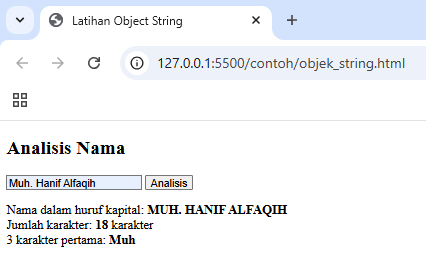 Latihan Object String
127.0.0.1:5500/contoh/objek_string.html
Analisis Nama
Muh. Hanif Alfaqih Analisis
Nama dalam huruf kapital: MUH. HANIF ALFAQIH
Jumlah karakter: 18 karakter
3 karakter pertama: Muh